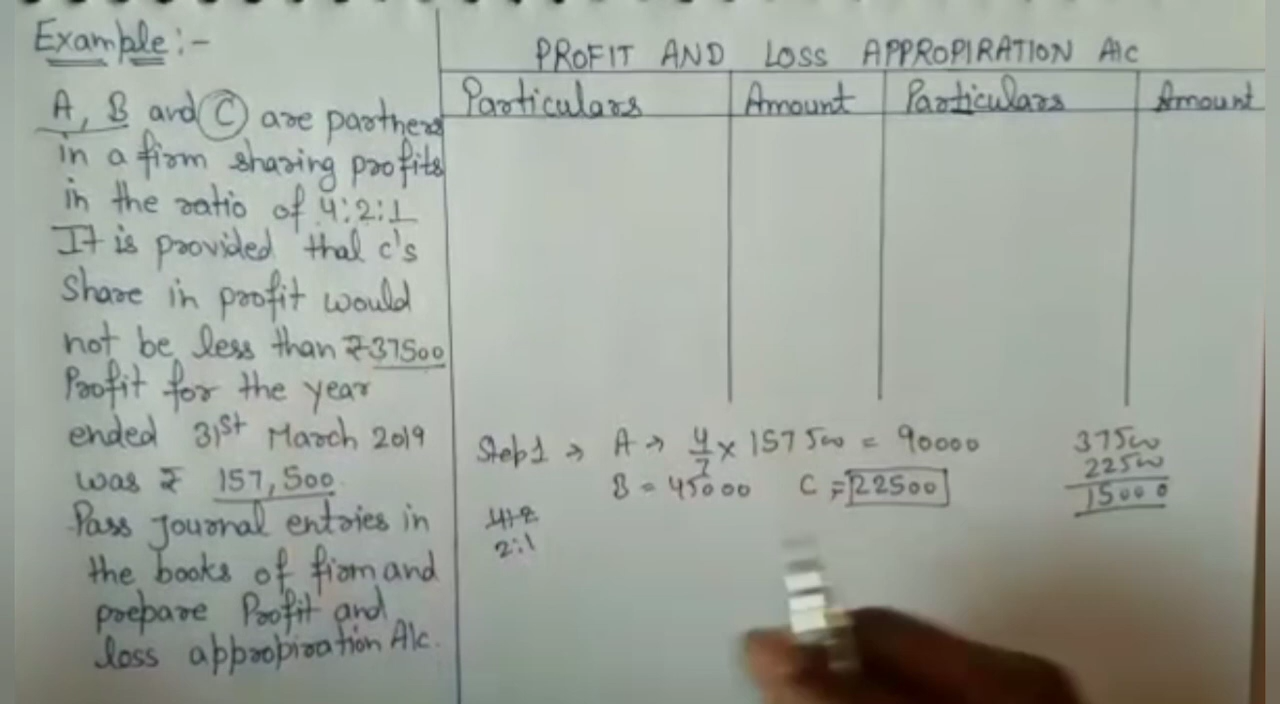 Example:-
A, B and C are partners
in a firm sharing profits
in the ratio of 4:2:1
It is provided that c's
Share in profit would
not be less than ₹37500
Profit for the year
ended 31st March 2019
was ₹ 157,500
Pass Journal entries in
the books of firm and
prepare Profit and
loss appropiration A/c.
PROFIT AND LOSS APPROPIRATION A/C
Particulars Amount Particulars Amount
Step1 → A → 4/7 × 157500 = 90000
B = 45000 C = 22500
4:2
2:1
37500
22500
15000